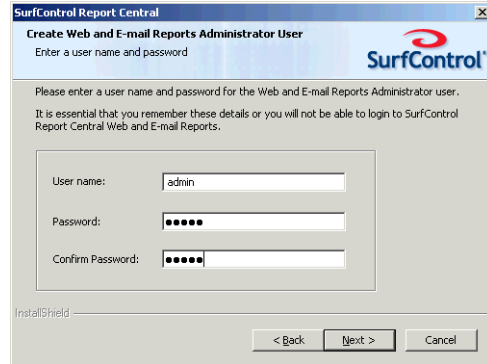 SurfControl Report Central
Create Web and E-mail Reports Administrator User
Enter a user name and password
SurfControl
Please enter a user name and password for the Web and E-mail Reports Administrator user.
It is essential that you remember these details or you will not be able to login to SurfControl
Report Central Web and E-mail Reports.
User name: admin
Password: •••••
Confirm Password: •••••
InstallShield
< Back Next > Cancel